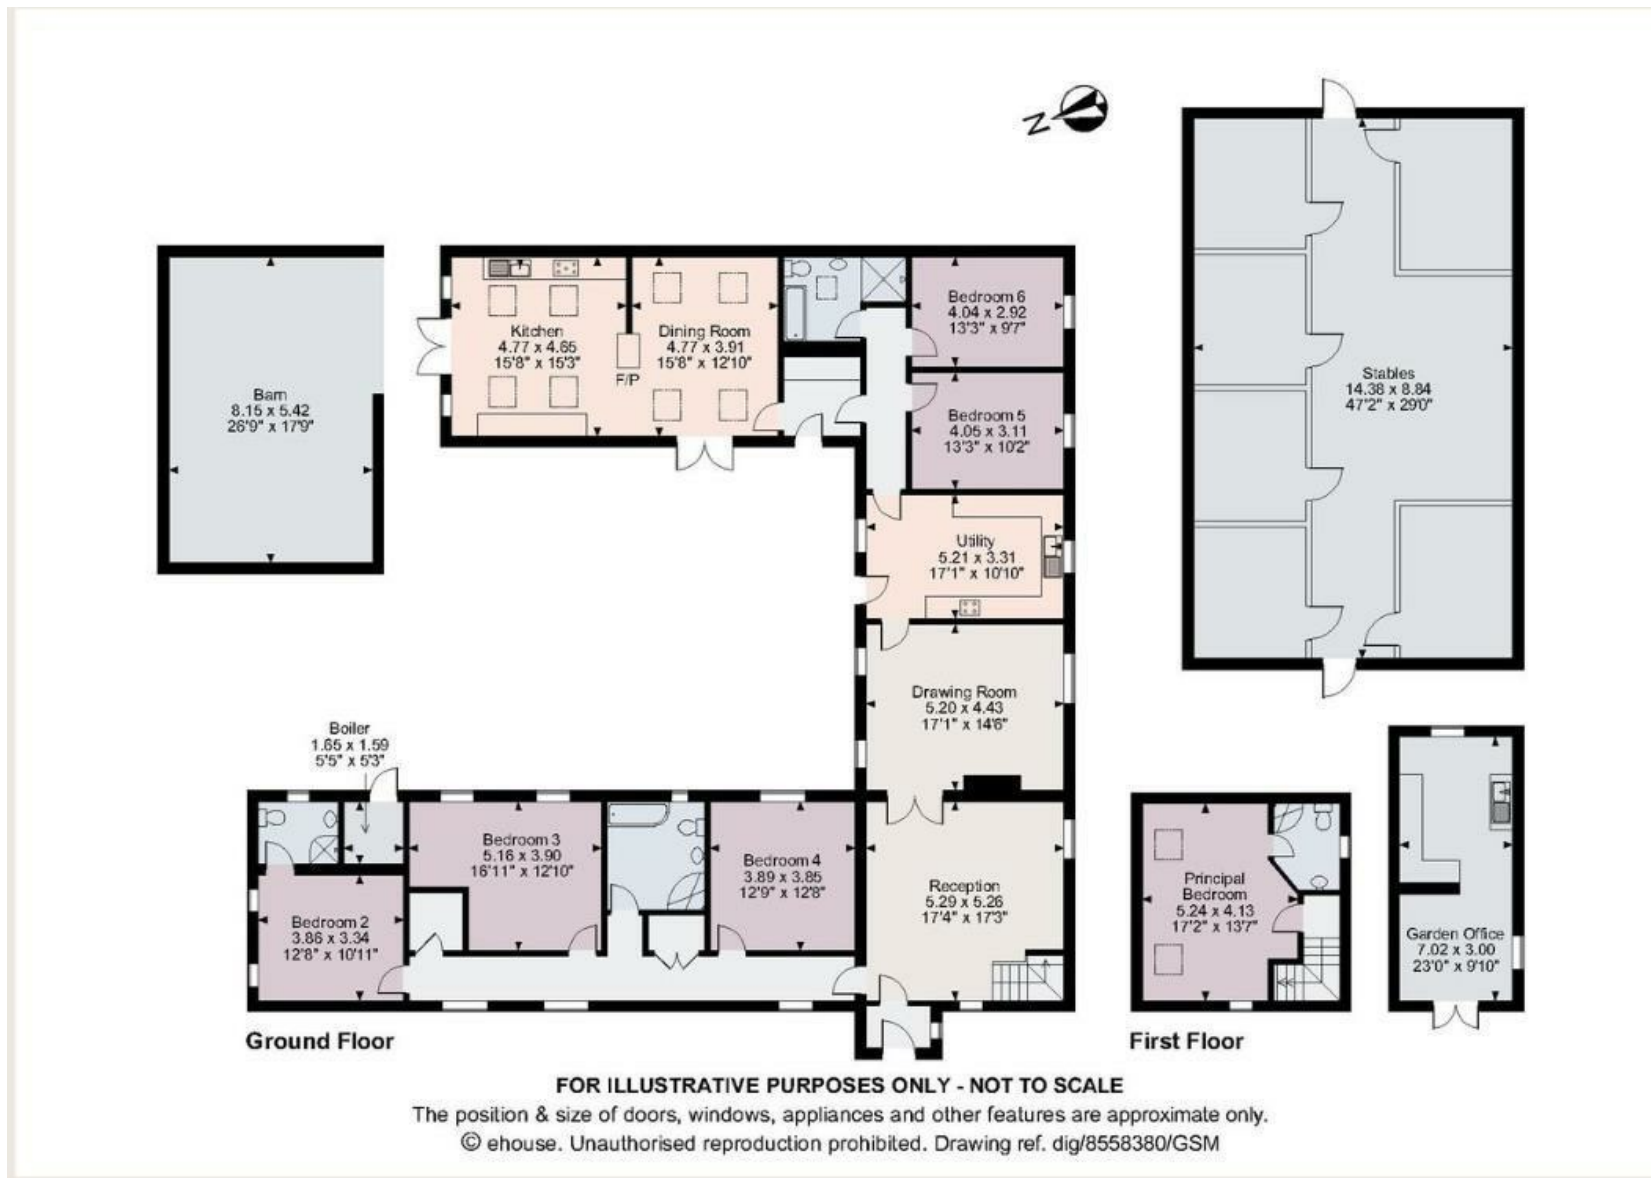 N
Kitchen
4.77 x 4.65
15'8" x 15'3"
F/P
Dining Room
4.77 x 3.91
15'8" x 12'10"
Bedroom 6
4.04 x 2.92
13'3" x 9'7"
Bedroom 5
4.05 x 3.11
13'3" x 10'2"
Barn
8.15 x 5.42
26'9" x 17'9"
Stables
14.38 x 8.84
47'2" x 29'0"
Utility
5.21 x 3.31
17'1" x 10'10"
Drawing Room
5.20 x 4.43
17'1" x 14'6"
Boiler
1.65 x 1.59
5'5" x 5'3"
Bedroom 3
5.16 x 3.90
16'11" x 12'10"
Bedroom 4
3.89 x 3.85
12'9" x 12'8"
Reception
5.29 x 5.26
17'4" x 17'3"
Bedroom 2
3.86 x 3.34
12'8" x 10'11"
Principal
Bedroom
5.24 x 4.13
17'2" x 13'7"
Garden Office
7.02 x 3.00
23'0" x 9'10"
Ground Floor
First Floor
FOR ILLUSTRATIVE PURPOSES ONLY - NOT TO SCALE
The position & size of doors, windows, appliances and other features are approximate only.
© ehouse. Unauthorised reproduction prohibited. Drawing ref. dig/8558380/GSM